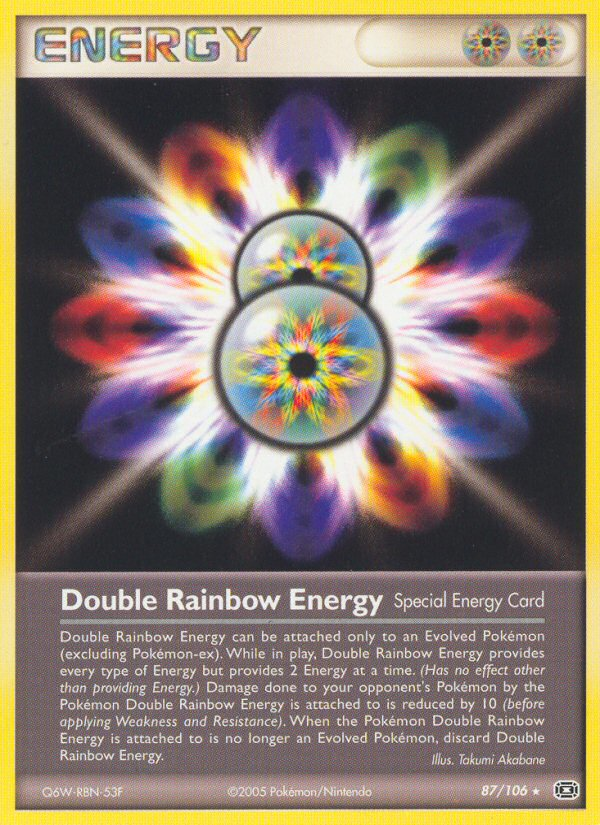 ENERGY
Double Rainbow Energy Special Energy Card
Double Rainbow Energy can be attached only to an Evolved Pokémon
(excluding Pokémon-ex). While in play, Double Rainbow Energy provides
every type of Energy but provides 2 Energy at a time. (Has no effect other
than providing Energy.) Damage done to your opponent's Pokémon by the
Pokémon Double Rainbow Energy is attached to is reduced by 10 (before
applying Weakness and Resistance). When the Pokémon Double Rainbow
Energy is attached to is no longer an Evolved Pokémon, discard Double
Rainbow Energy.
Illus. Takumi Akabane
Q6W-RBN-53F ©2005 Pokémon/Nintendo 87/106 ★